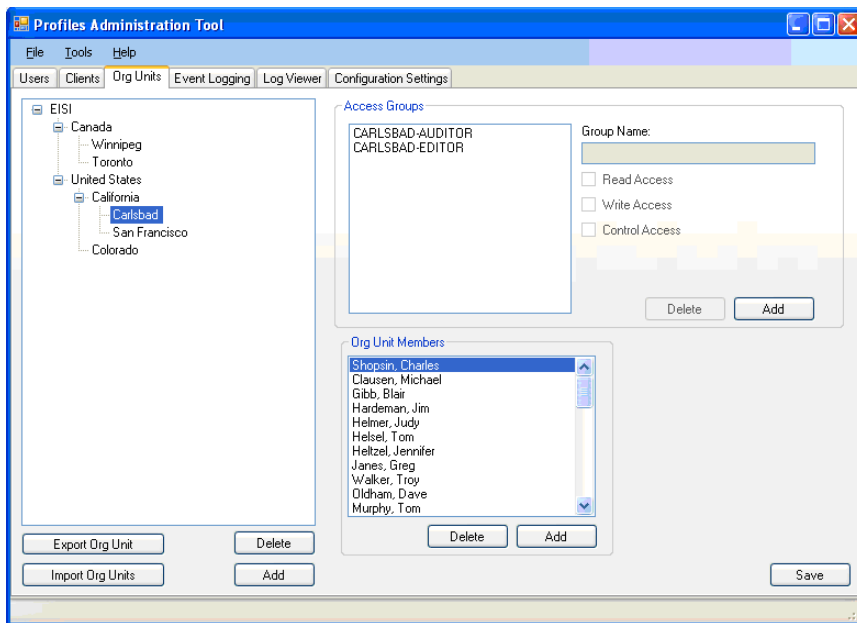 Profiles Administration Tool
File Tools Help
Users Clients Org Units Event Logging Log Viewer Configuration Settings
EISI
Canada
Winnipeg
Toronto
United States
California
Carlsbad
San Francisco
Colorado
Export Org Unit Delete
Import Org Units Add
Access Groups
CARLSBAD-AUDITOR
CARLSBAD-EDITOR
Group Name:
Read Access
Write Access
Control Access
Delete Add
Org Unit Members
Shopsin, Charles
Clausen, Michael
Gibb, Blair
Hardeman, Jim
Helmer, Judy
Helsel, Tom
Heltzel, Jennifer
Janes, Greg
Walker, Troy
Oldham, Dave
Murphy, Tom
Delete Add
Save